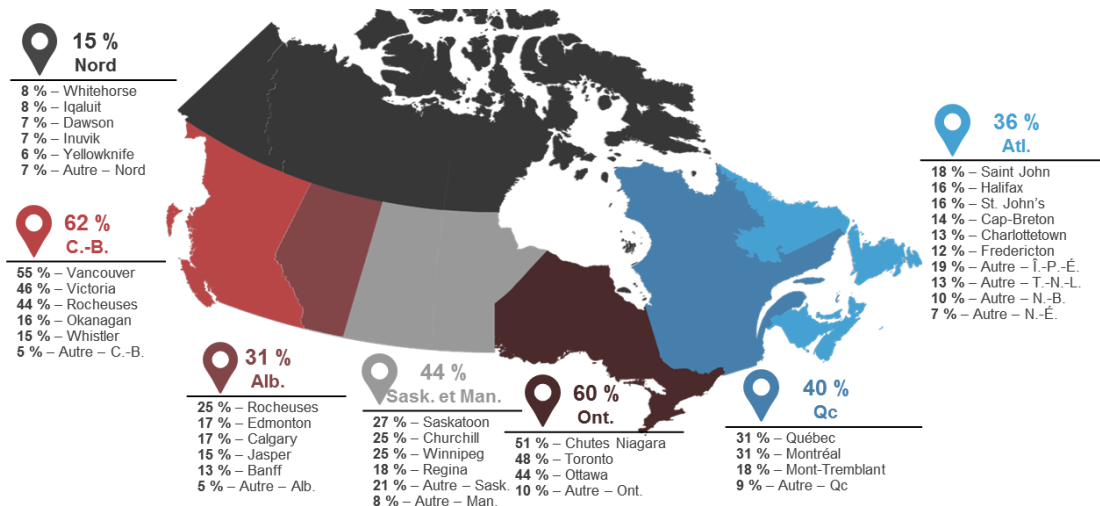 15 %
Nord
8 % – Whitehorse
8 % – Iqaluit
7 % – Dawson
7 % – Inuvik
6 % – Yellowknife
7 % – Autre – Nord
62 %
C.-B.
55 % – Vancouver
46 % – Victoria
44 % – Rocheuses
16 % – Okanagan
15 % – Whistler
5 % – Autre – C.-B.
31 %
Alb.
25 % – Rocheuses
17 % – Edmonton
17 % – Calgary
15 % – Jasper
13 % – Banff
5 % – Autre – Alb.
44 %
Sask. et Man.
27 % – Saskatoon
25 % – Churchill
25 % – Winnipeg
18 % – Regina
21 % – Autre – Sask.
8 % – Autre – Man.
60 %
Ont.
51 % – Chutes Niagara
48 % – Toronto
44 % – Ottawa
10 % – Autre – Ont.
40 %
Qc
31 % – Québec
31 % – Montréal
18 % – Mont-Tremblant
9 % – Autre – Qc
36 %
Atl.
18 % – Saint John
16 % – Halifax
16 % – St. John's
14 % – Cap-Breton
13 % – Charlottetown
12 % – Fredericton
19 % – Autre – Î.-P.-É.
13 % – Autre – T.-N.-L.
10 % – Autre – N.-B.
7 % – Autre – N.-É.